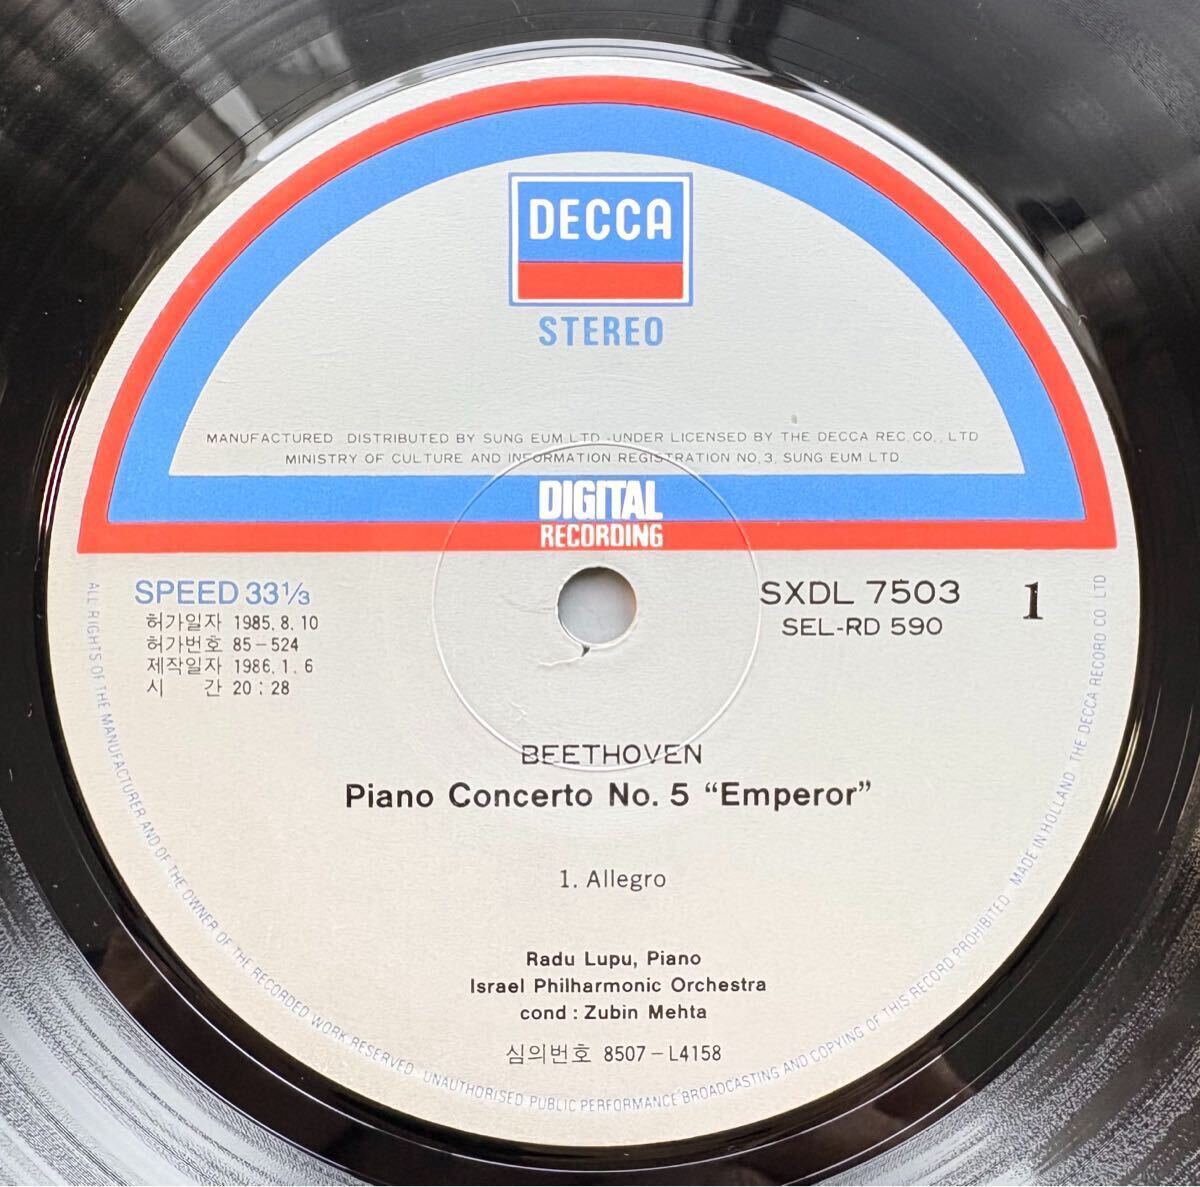 DECCA
STEREO
MANUFACTURED DISTRIBUTED BY SUNG EUM LTD. UNDER LICENSED BY THE DECCA REC. CO., LTD
MINISTRY OF CULTURE AND INFORMATION REGISTRATION NO. 3. SUNG EUM LTD.
DIGITAL
RECORDING
SPEED 33⅓
허가일자 1985. 8. 10
허가번호 85-524
제작일자 1986. 1. 6
시 간 20 : 28
SXDL 7503
SEL-RD 590
1
BEETHOVEN
Piano Concerto No. 5 “Emperor”
1. Allegro
Radu Lupu, Piano
Israel Philharmonic Orchestra
cond : Zubin Mehta
심의번호 8507-L4158
ALL RIGHTS OF THE MANUFACTURER AND OF THE OWNER OF THE RECORDED WORK RESERVED. UNAUTHORISED PUBLIC PERFORMANCE BROADCASTING AND COPYING OF THIS RECORD PROHIBITED. MADE IN HOLLAND. THE DECCA RECORD CO LTD